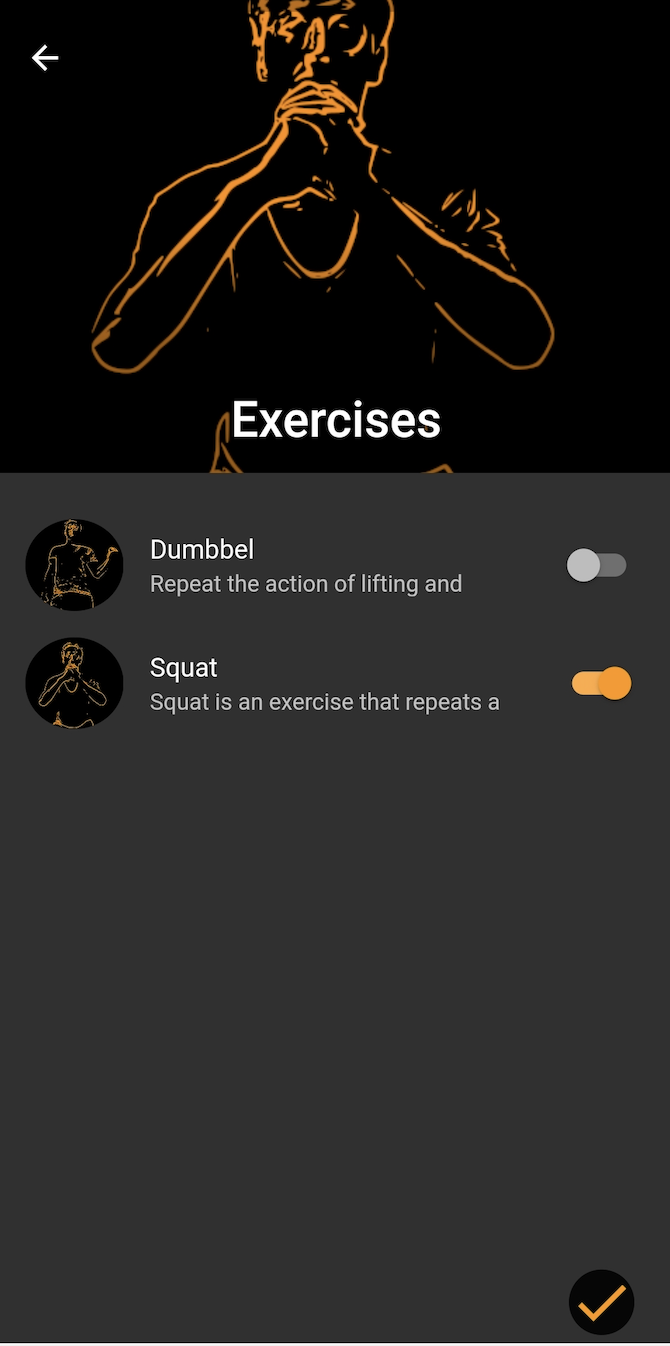 Exercises
Dumbbel
Repeat the action of lifting and
Squat
Squat is an exercise that repeats a